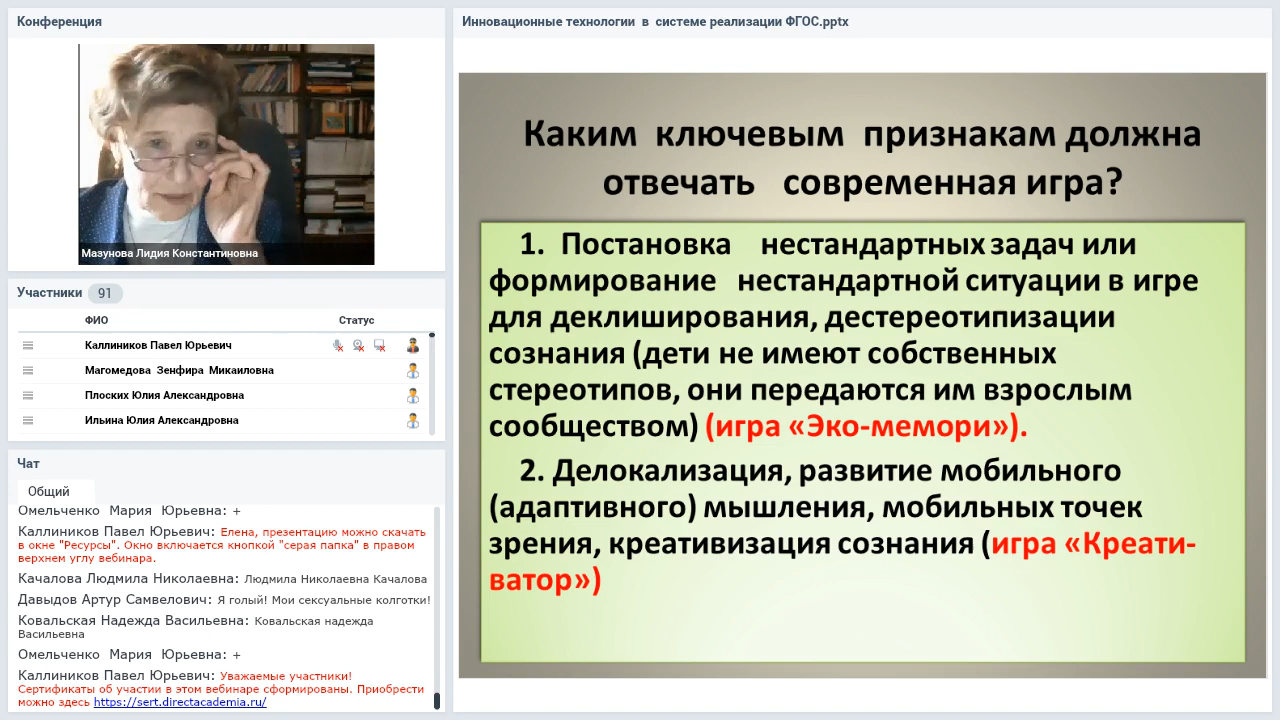 Конференция
Мазунова Лидия Константиновна
Участники 91
ФИО Статус
Каллиников Павел Юрьевич
Магомедова Зенфира Микаиловна
Плоских Юлия Александровна
Ильина Юлия Александровна
Чат
Общий
Омельченко Мария Юрьевна: +
Каллиников Павел Юрьевич: Елена, презентацию можно скачать
в окне "Ресурсы". Окно включается кнопкой "серая папка" в правом
верхнем углу вебинара.
Качалова Людмила Николаевна: Людмила Николаевна Качалова
Давыдов Артур Самвелович: Я голый! Мои сексуальные колготки!
Ковальская Надежда Васильевна: Ковальская надежда
Васильевна
Омельченко Мария Юрьевна: +
Каллиников Павел Юрьевич: Уважаемые участники!
Сертификаты об участии в этом вебинаре сформированы. Приобрести
можно здесь https://sert.directacademia.ru/
Инновационные технологии в системе реализации ФГОС.pptx
Каким ключевым признакам должна
отвечать современная игра?
1. Постановка нестандартных задач или
формирование нестандартной ситуации в игре
для деклиширования, дестереотипизации
сознания (дети не имеют собственных
стереотипов, они передаются им взрослым
сообществом) (игра «Эко-мемори»).
2. Делокализация, развитие мобильного
(адаптивного) мышления, мобильных точек
зрения, креативизация сознания (игра «Креати-
ватор»)